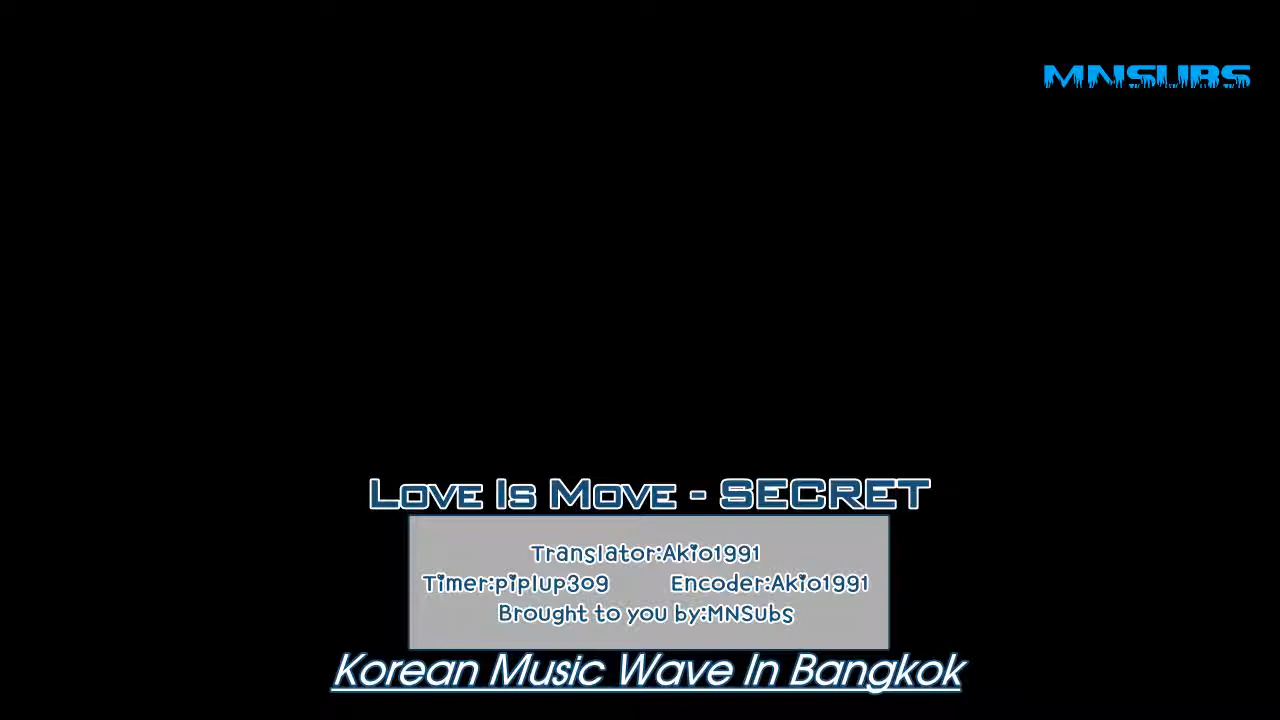 MNSUBS
Love Is Move - SECRET
Translator:Akio1991
Timer:piplup309 Encoder:Akio1991
Brought to you by:MNSubs
Korean Music Wave In Bangkok